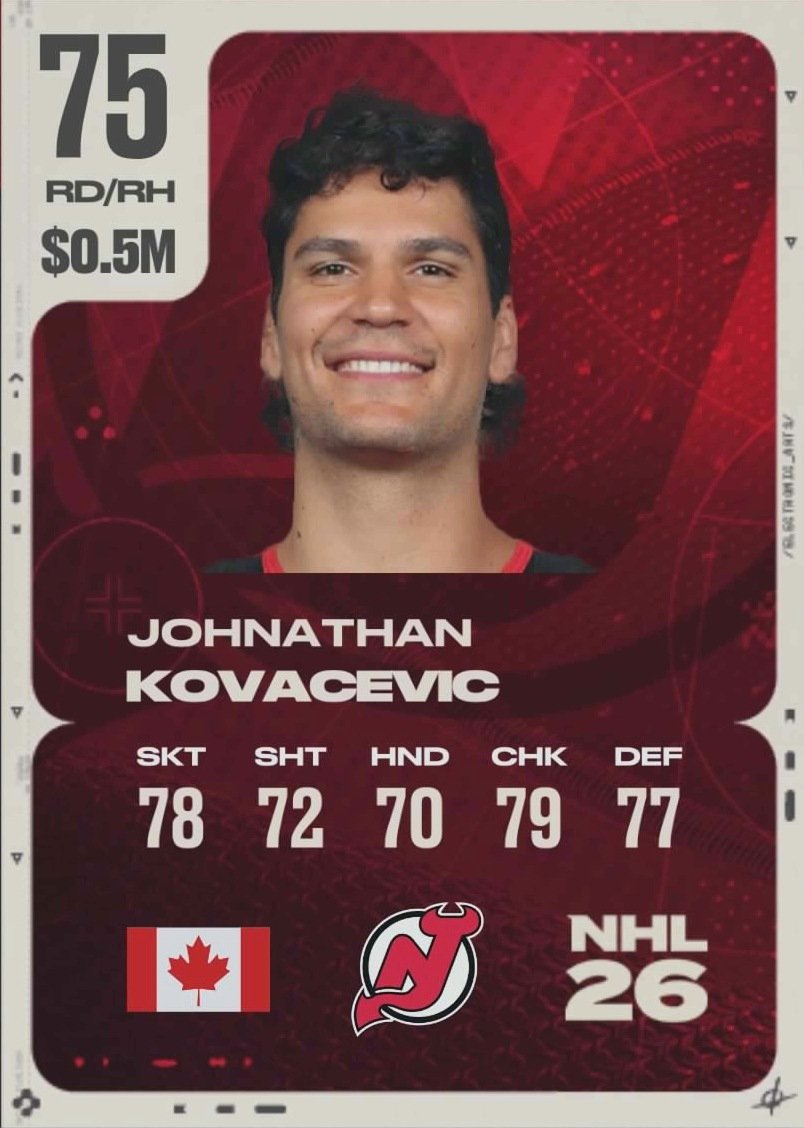 75
RD/RH
$0.5M
JOHNATHAN
KOVACEVIC
SKT SHT HND CHK DEF
78 72 70 79 77
NHL
26